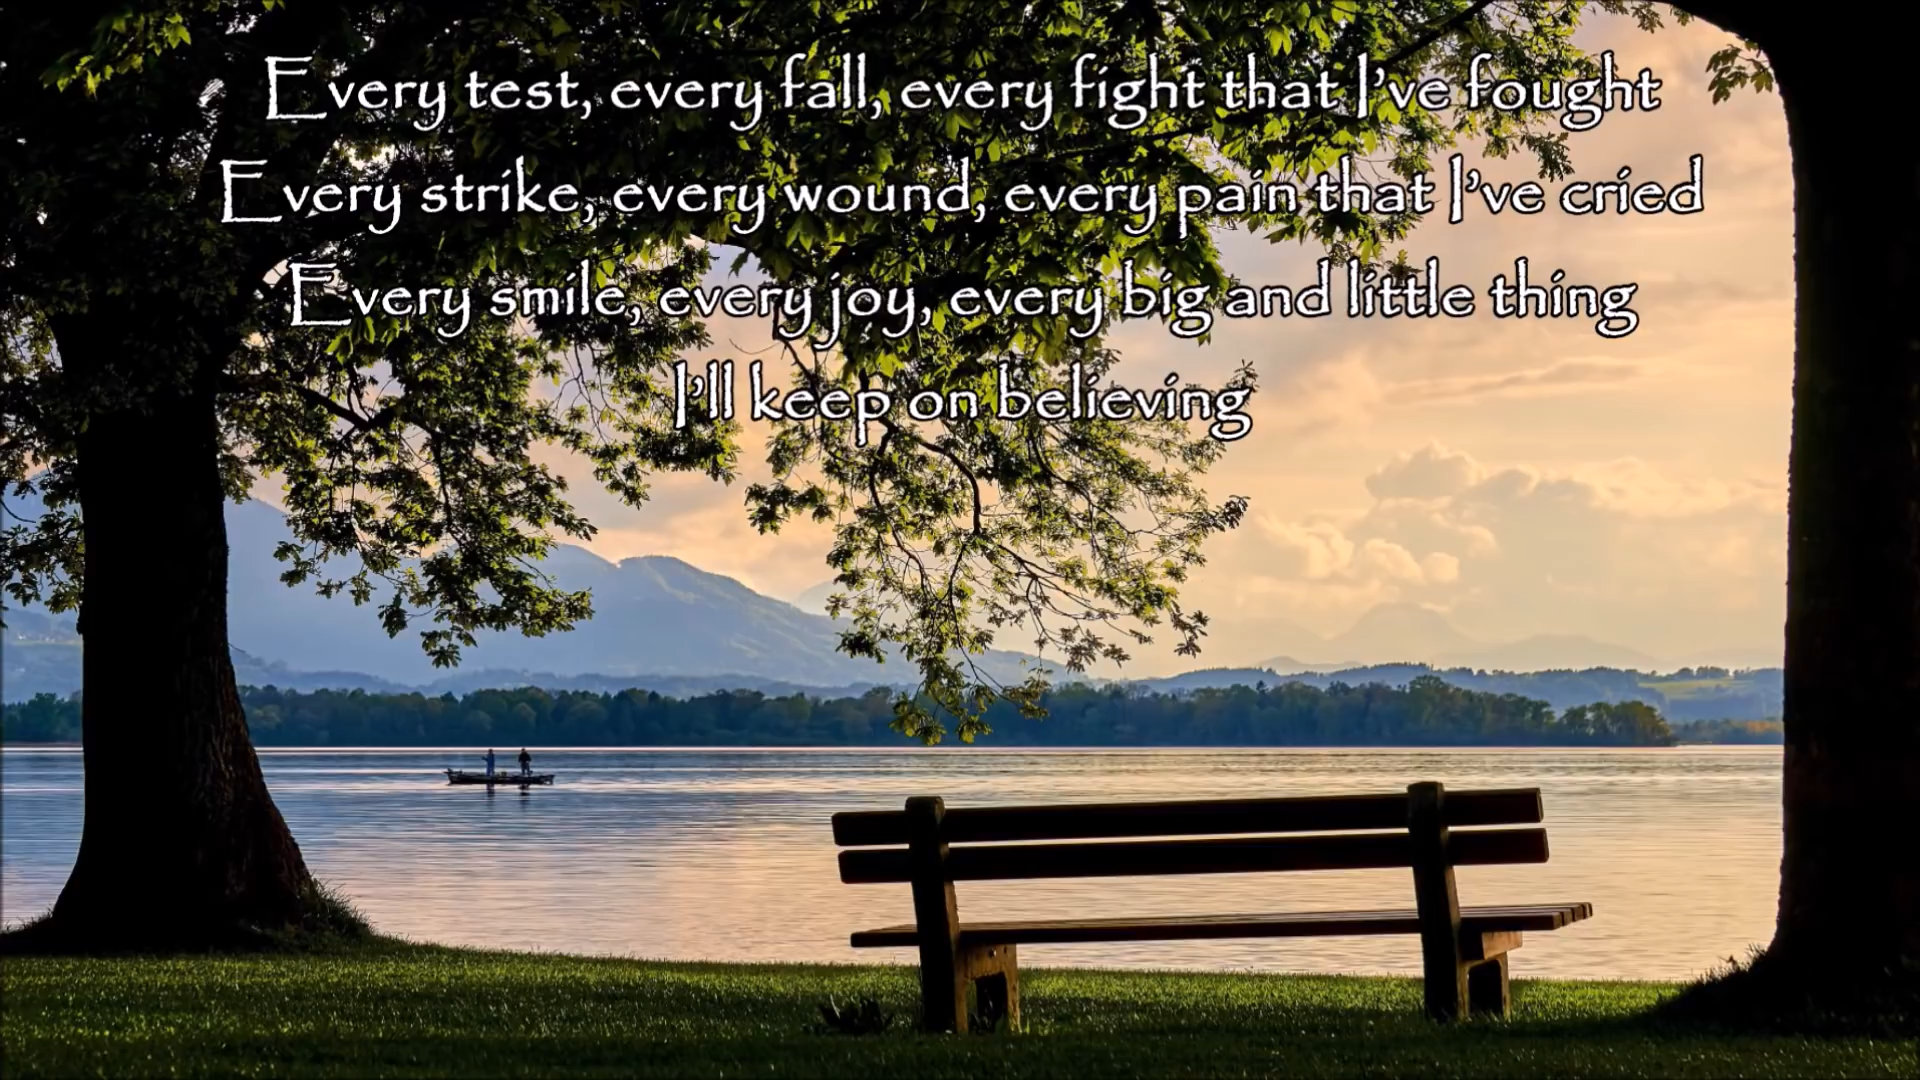 Every test, every fall, every fight that I've fought
Every strike, every wound, every pain that I've cried
Every smile, every joy, every big and little thing
I'll keep on believing